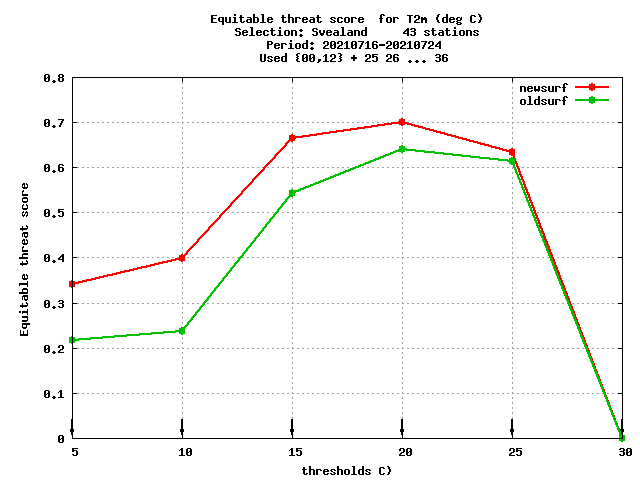 Equitable threat score  for T2m (deg C)
Selection: Svealand     43 stations
Period: 20210716-20210724
Used {00,12} + 25 26 ... 36
newsurf
oldsurf
0.8
0.7
0.6
0.5
0.4
0.3
0.2
0.1
0
Equitable threat score
5 10 15 20 25 30
thresholds C)